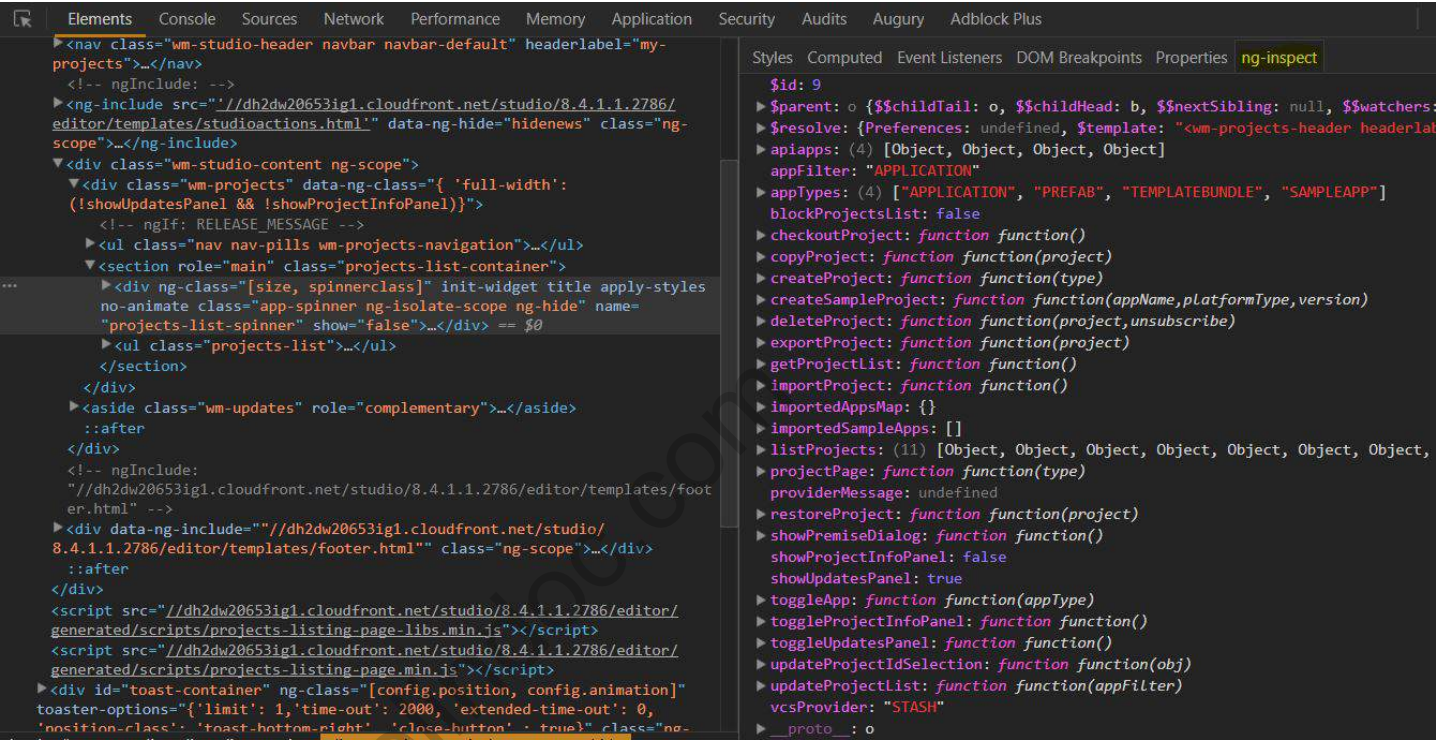 Elements Console Sources Network Performance Memory Application Security Audits Augury Adblock Plus
▶<nav class="wm-studio-header navbar navbar-default" headerlabel="my-
projects">…</nav>
<!-- ngInclude: -->
▶<ng-include src="'//dh2dw20653ig1.cloudfront.net/studio/8.4.1.1.2786/
editor/templates/studioactions.html'" data-ng-hide="hidenews" class="ng-
scope">…</ng-include>
▼<div class="wm-studio-content ng-scope">
▼<div class="wm-projects" data-ng-class="{ 'full-width':
(!showUpdatesPanel && !showProjectInfoPanel)}">
<!-- ngIf: RELEASE_MESSAGE -->
▶<ul class="nav nav-pills wm-projects-navigation">…</ul>
▼<section role="main" class="projects-list-container">
… ▶<div ng-class="[size, spinnerclass]" init-widget title apply-styles
no-animate class="app-spinner ng-isolate-scope ng-hide" name=
"projects-list-spinner" show="false">…</div> == $0
▶<ul class="projects-list">…</ul>
</section>
</div>
▶<aside class="wm-updates" role="complementary">…</aside>
::after
</div>
<!-- ngInclude:
"//dh2dw20653ig1.cloudfront.net/studio/8.4.1.1.2786/editor/templates/foot
er.html" -->
▶<div data-ng-include=""//dh2dw20653ig1.cloudfront.net/studio/
8.4.1.1.2786/editor/templates/footer.html"" class="ng-scope">…</div>
::after
</div>
<script src="//dh2dw20653ig1.cloudfront.net/studio/8.4.1.1.2786/editor/
generated/scripts/projects-listing-page-libs.min.js"></script>
<script src="//dh2dw20653ig1.cloudfront.net/studio/8.4.1.1.2786/editor/
generated/scripts/projects-listing-page.min.js"></script>
▶<div id="toast-container" ng-class="[config.position, config.animation]"
toaster-options="{'limit': 1,'time-out': 2000, 'extended-time-out': 0,
'position-class': 'toast-bottom-right', 'close-button' : true}" class="ng-
Styles Computed Event Listeners DOM Breakpoints Properties ng-inspect
$id: 9
▶$parent: o {$$childTail: o, $$childHead: b, $$nextSibling: null, $$watchers:
▶$resolve: {Preferences: undefined, $template: "<wm-projects-header headerlab
▶apiapps: (4) [Object, Object, Object, Object]
appFilter: "APPLICATION"
▶appTypes: (4) ["APPLICATION", "PREFAB", "TEMPLATEBUNDLE", "SAMPLEAPP"]
blockProjectsList: false
▶checkoutProject: function function()
▶copyProject: function function(project)
▶createProject: function function(type)
▶createSampleProject: function function(appName,platformType,version)
▶deleteProject: function function(project,unsubscribe)
▶exportProject: function function(project)
▶getProjectList: function function()
▶importProject: function function()
▶importedAppsMap: {}
▶importedSampleApps: []
▶listProjects: (11) [Object, Object, Object, Object, Object, Object, Object,
▶projectPage: function function(type)
providerMessage: undefined
▶restoreProject: function function(project)
▶showPremiseDialog: function function()
showProjectInfoPanel: false
showUpdatesPanel: true
▶toggleApp: function function(appType)
▶toggleProjectInfoPanel: function function()
▶toggleUpdatesPanel: function function()
▶updateProjectIdSelection: function function(obj)
▶updateProjectList: function function(appFilter)
vcsProvider: "STASH"
▶__proto__: o